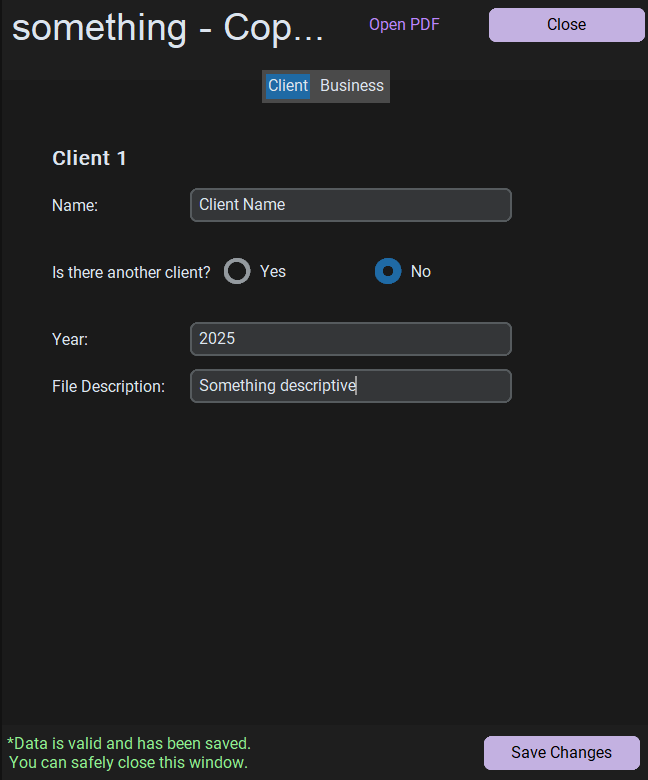 something - Cop...
Open PDF
Close
Client Business
Client 1
Name: Client Name
Is there another client? Yes No
Year: 2025
File Description: Something descriptive
*Data is valid and has been saved.
You can safely close this window.
Save Changes